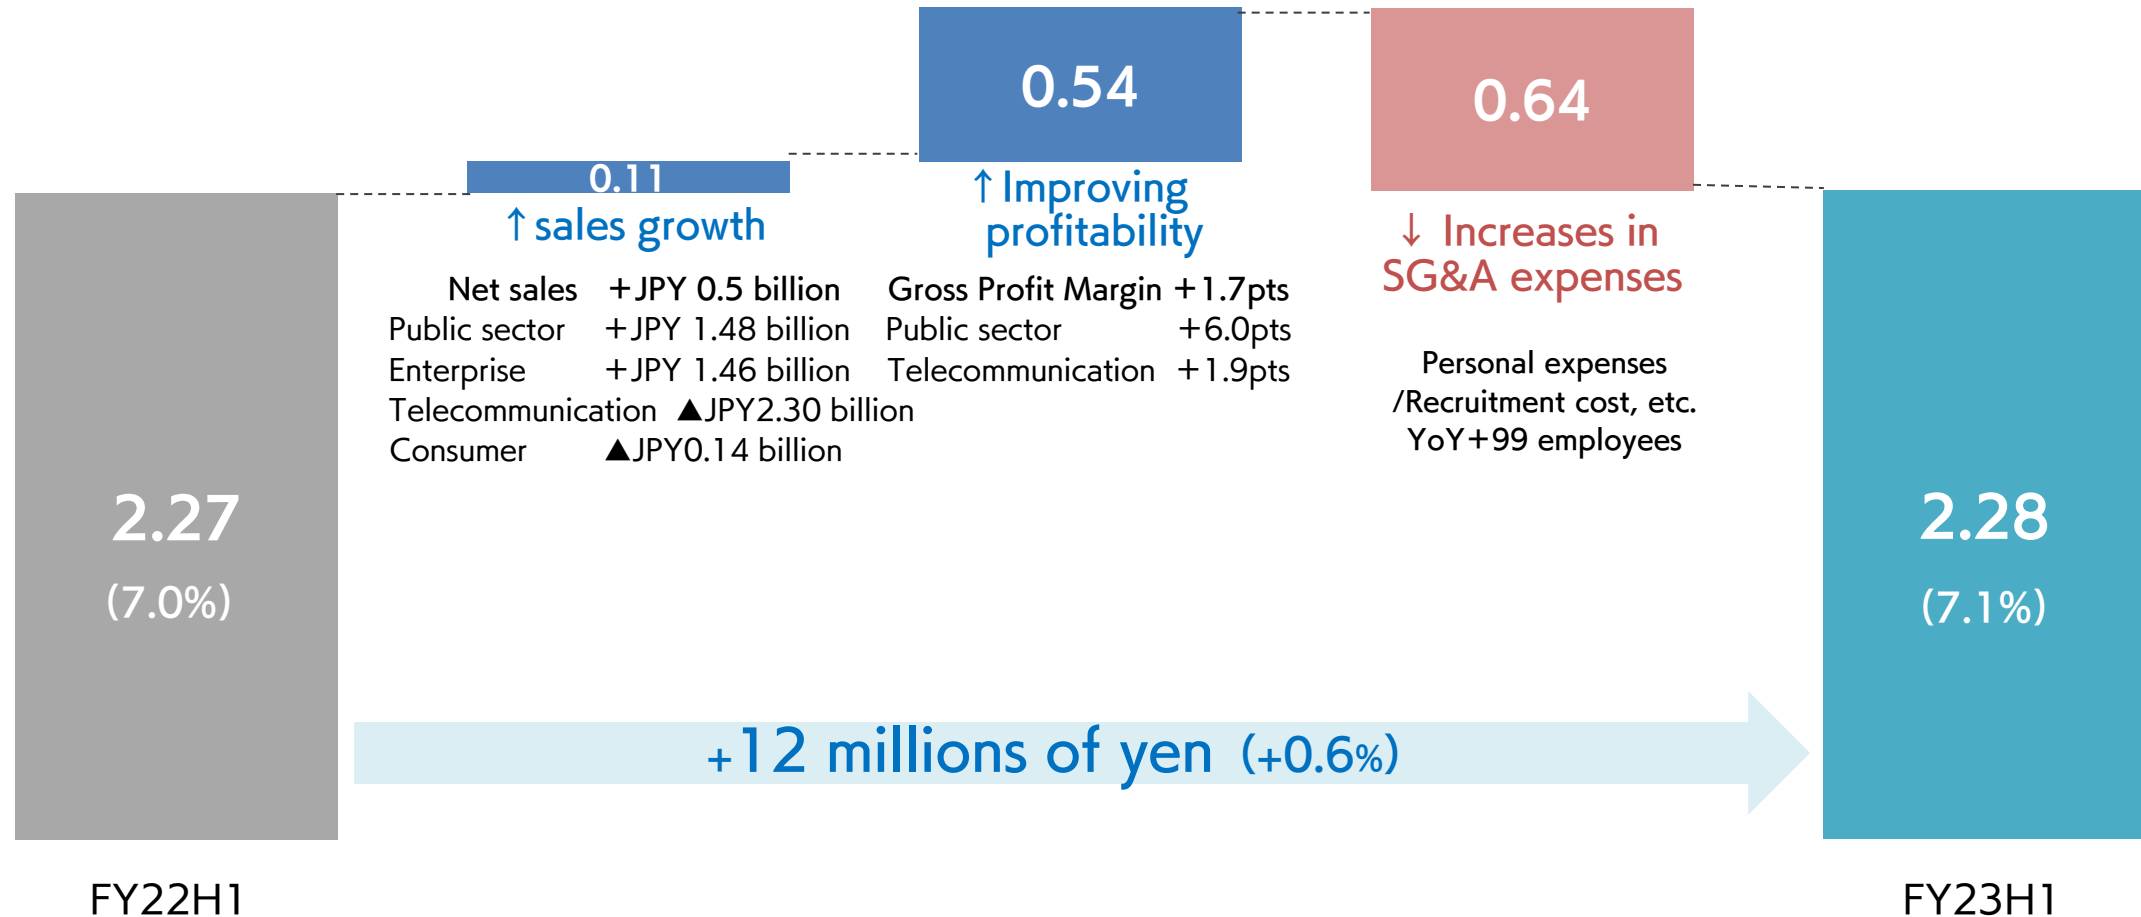 0.54
0.64
0.11
↑sales growth
↑Improving
profitability
↓ Increases in
SG&A expenses
Net sales +JPY 0.5 billion
Public sector +JPY 1.48 billion
Enterprise +JPY 1.46 billion
Telecommunication ▲JPY2.30 billion
Consumer ▲JPY0.14 billion
Gross Profit Margin +1.7pts
Public sector +6.0pts
Telecommunication +1.9pts
Personal expenses
/Recruitment cost, etc.
YoY+99 employees
2.27
(7.0%)
2.28
(7.1%)
+12 millions of yen (+0.6%)
FY22H1
FY23H1